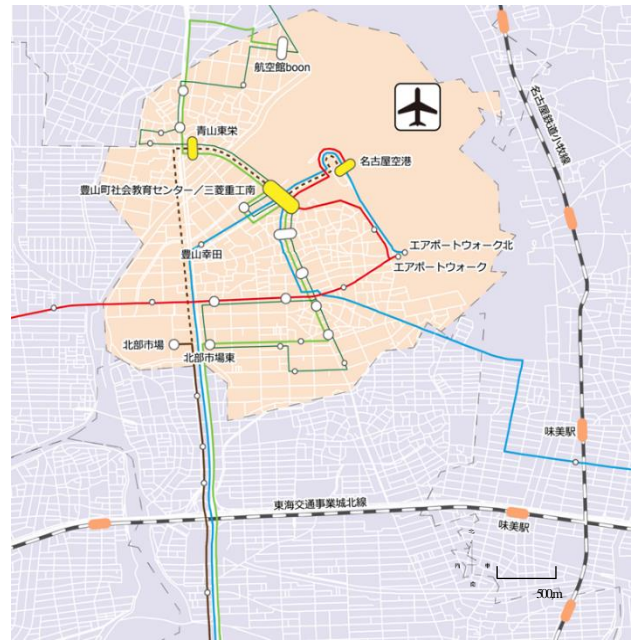 航空館boon
名古屋鉄道小牧線
青山東栄
名古屋空港
豊山町社会教育センター／三菱重工南
エアポートウォーク北
豊山幸田
エアポートウォーク
北部市場
北部市場東
味美駅
東海交通事業城北線
味美駅
500m